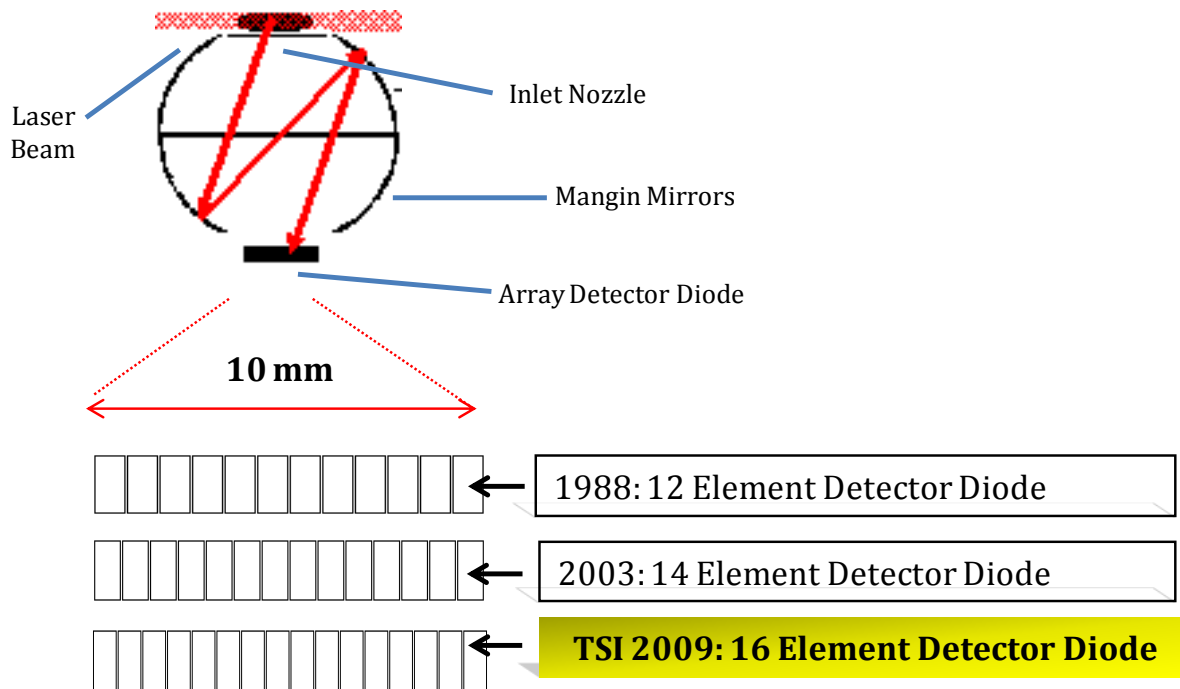 Inlet Nozzle
Laser
Beam
Mangin Mirrors
Array Detector Diode
10 mm
1988: 12 Element Detector Diode
2003: 14 Element Detector Diode
TSI 2009: 16 Element Detector Diode